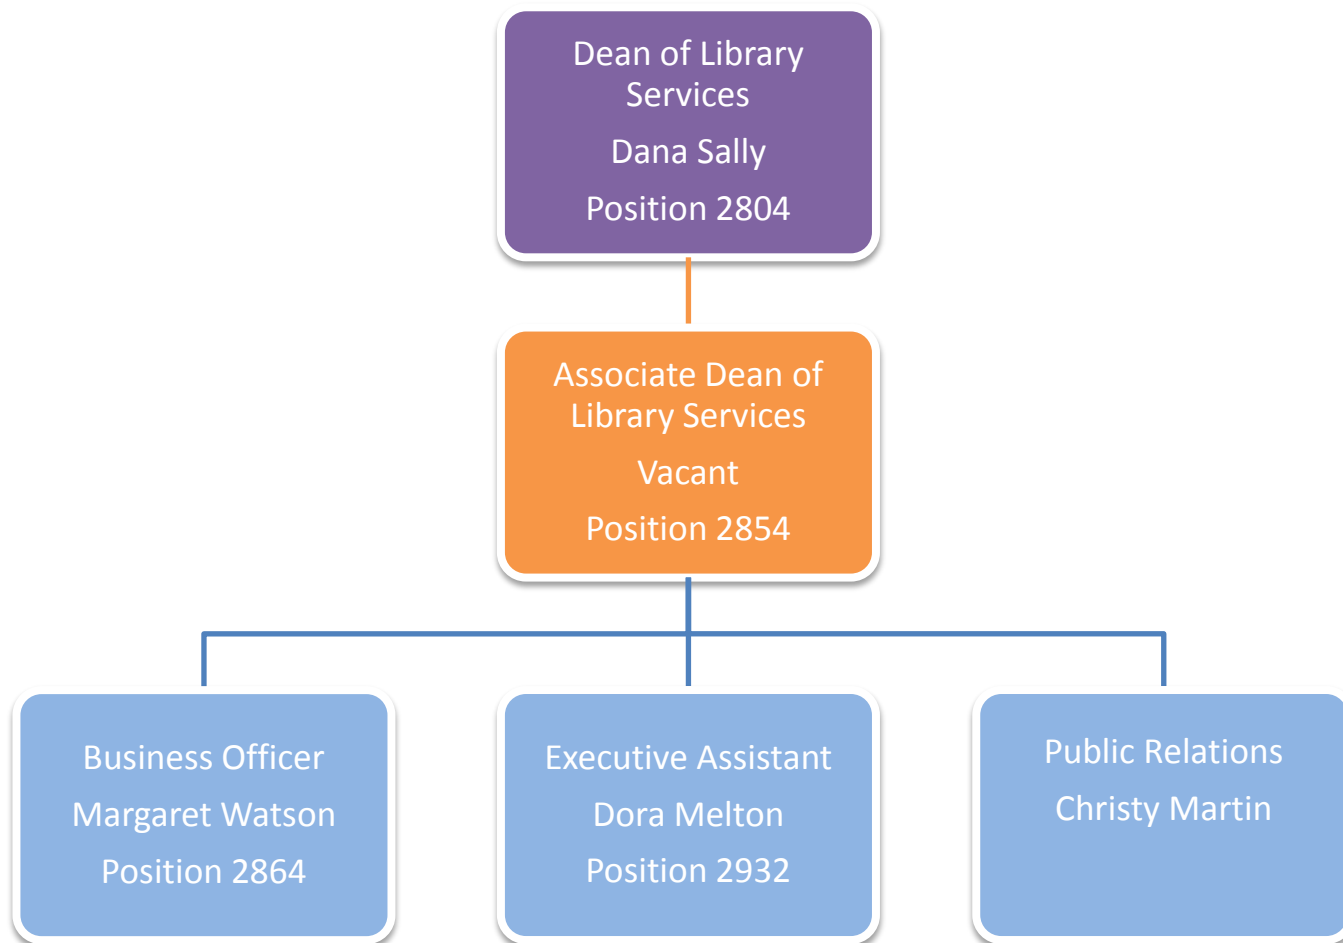 Dean of Library
Services
Dana Sally
Position 2804
Associate Dean of
Library Services
Vacant
Position 2854
Business Officer
Margaret Watson
Position 2864
Executive Assistant
Dora Melton
Position 2932
Public Relations
Christy Martin